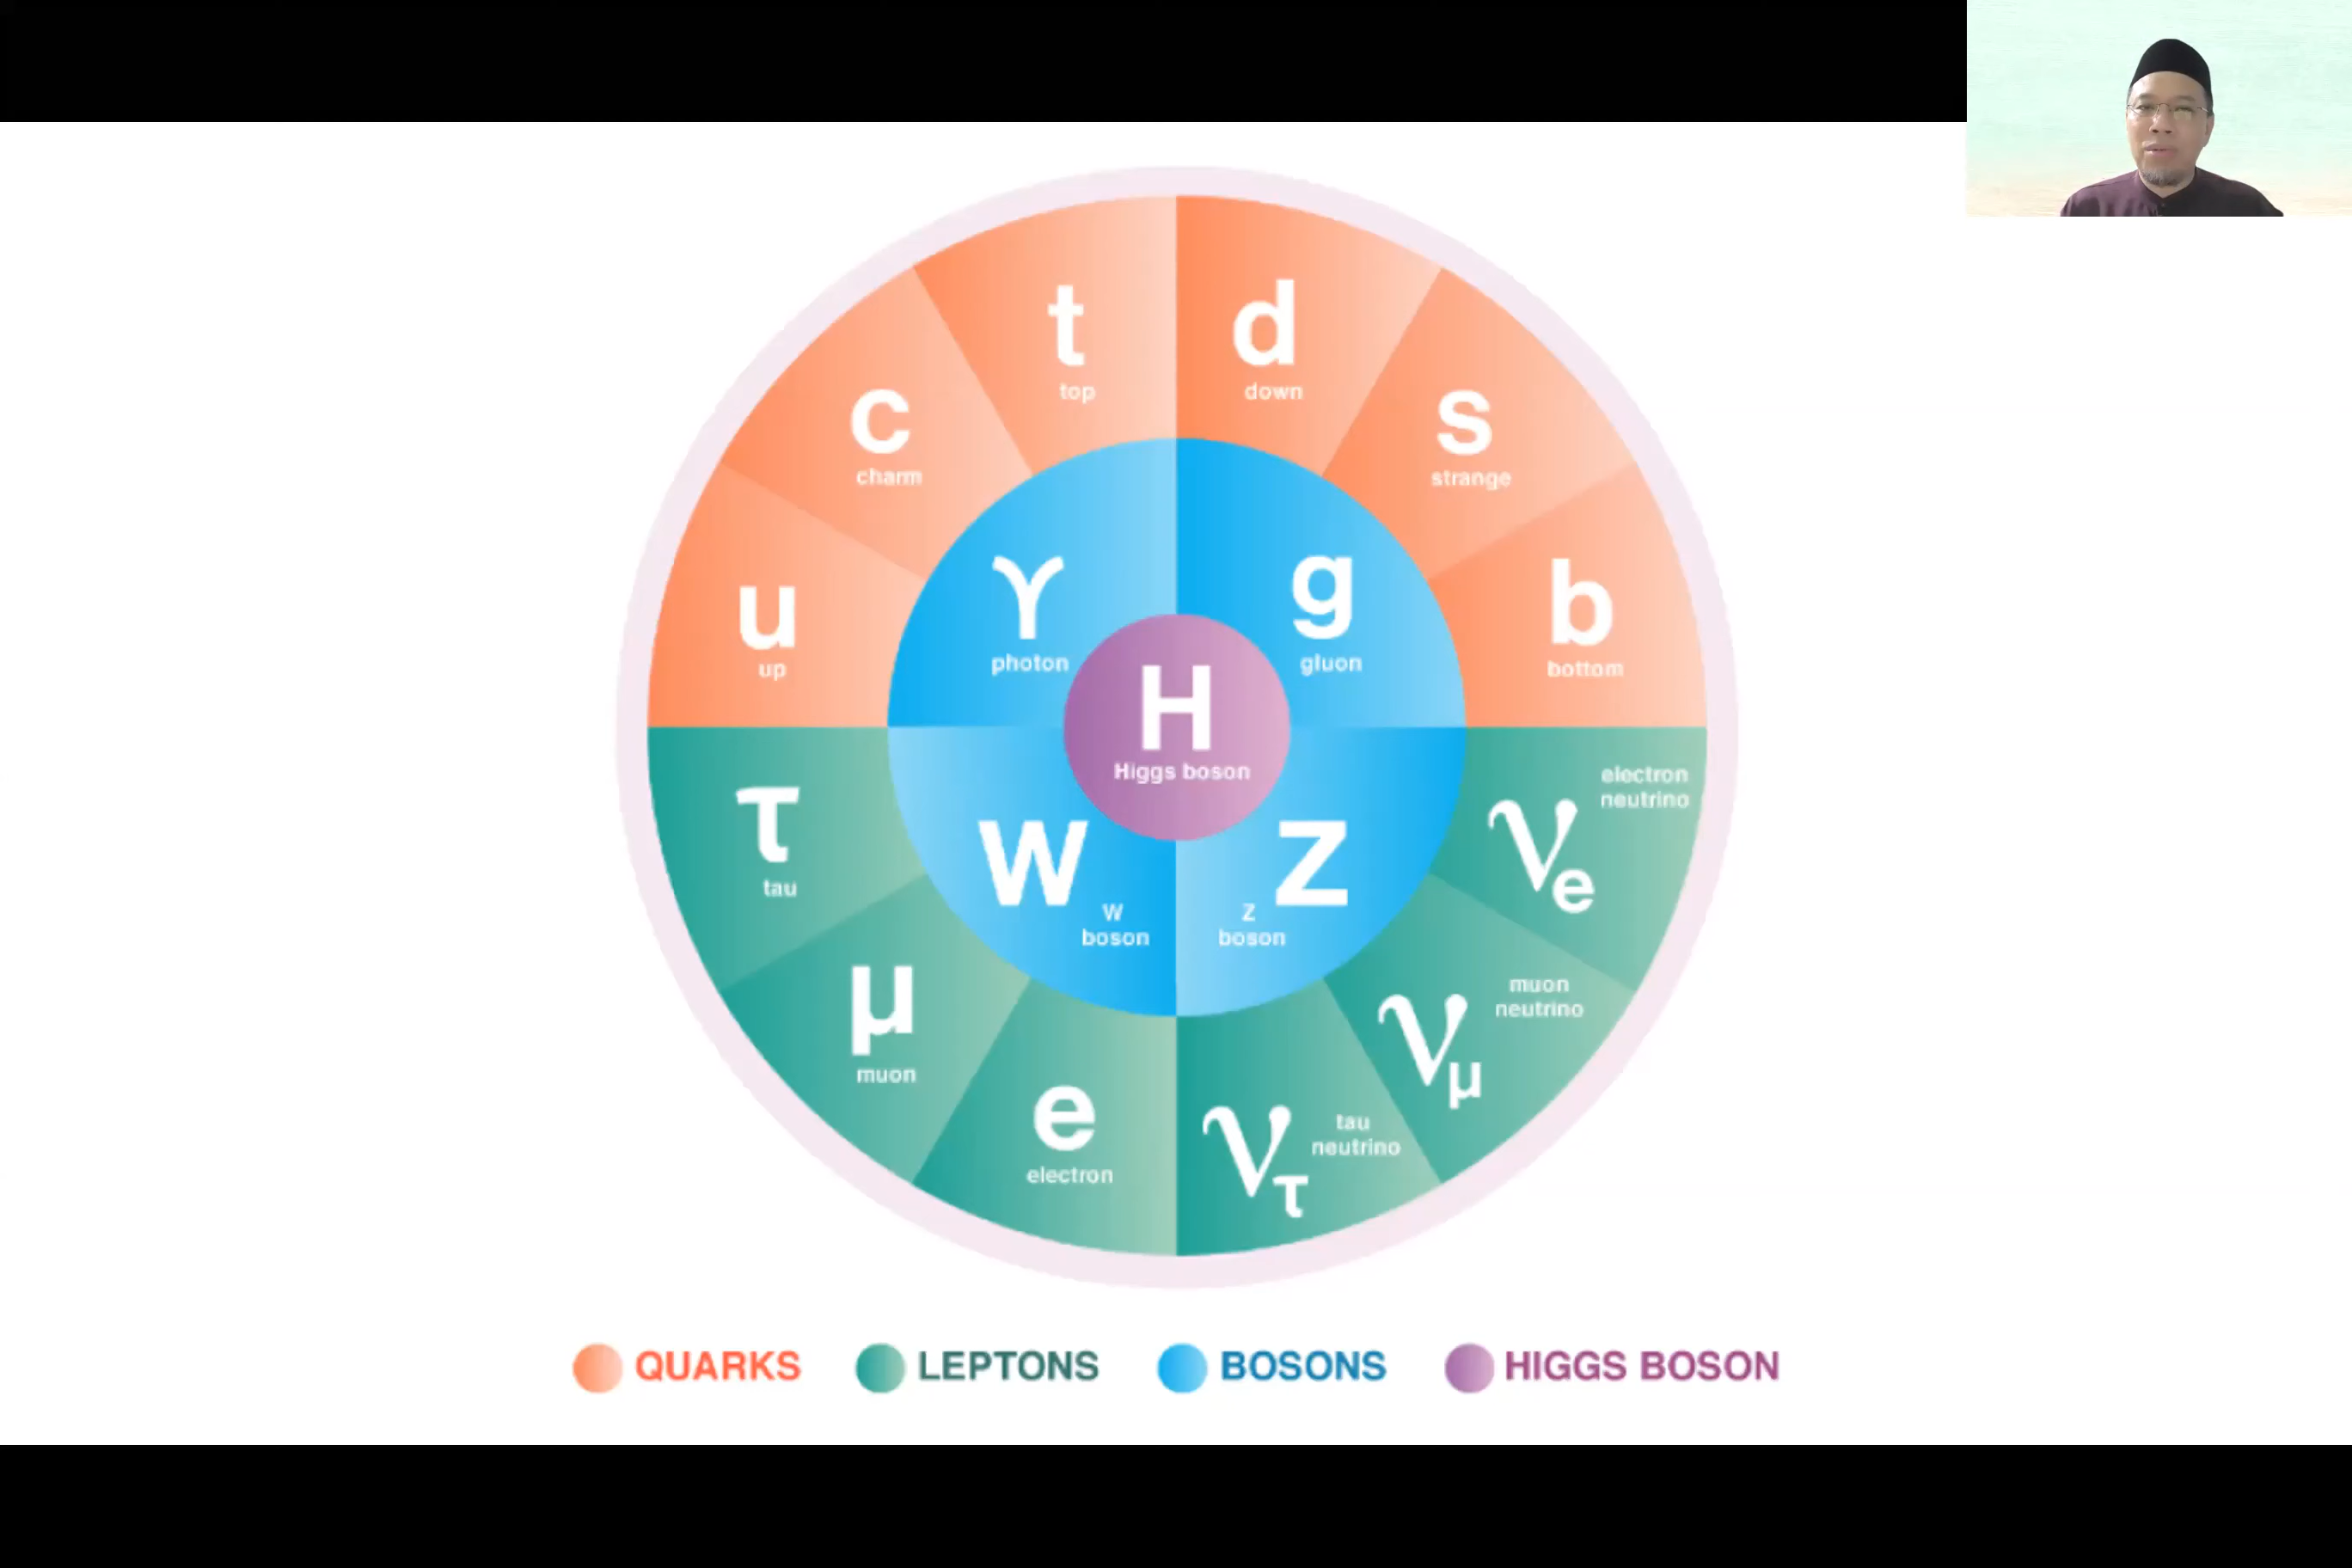 t
top
d
down
c
charm
s
strange
u
up
b
bottom
γ
photon
g
gluon
H
Higgs boson
W
W
boson
Z
Z
boson
τ
tau
νe
electron
neutrino
μ
muon
νμ
muon
neutrino
e
electron
ντ
tau
neutrino
QUARKS
LEPTONS
BOSONS
HIGGS BOSON